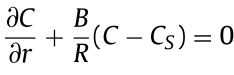 ∂C/∂r + B/R (C − C_S) = 0